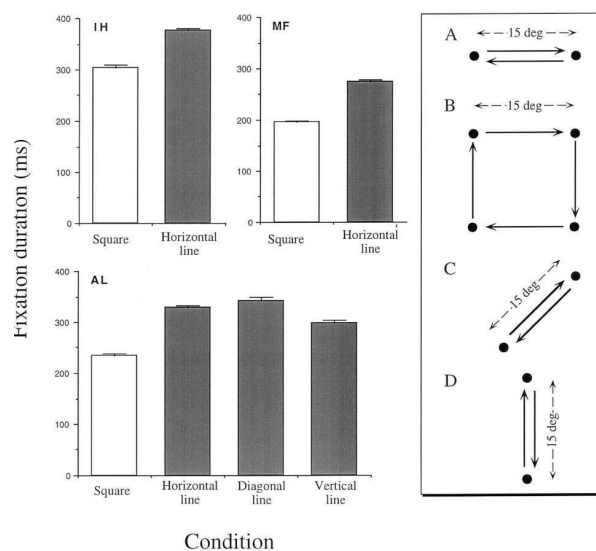 IH
400
300
200
100
0
Square
Horizontal
line
MF
400
300
200
100
0
Square
Horizontal
line
Fixation duration (ms)
AL
400
300
200
100
0
Square
Horizontal
line
Diagonal
line
Vertical
line
Condition
A
15 deg
B
15 deg
C
15 deg
D
15 deg